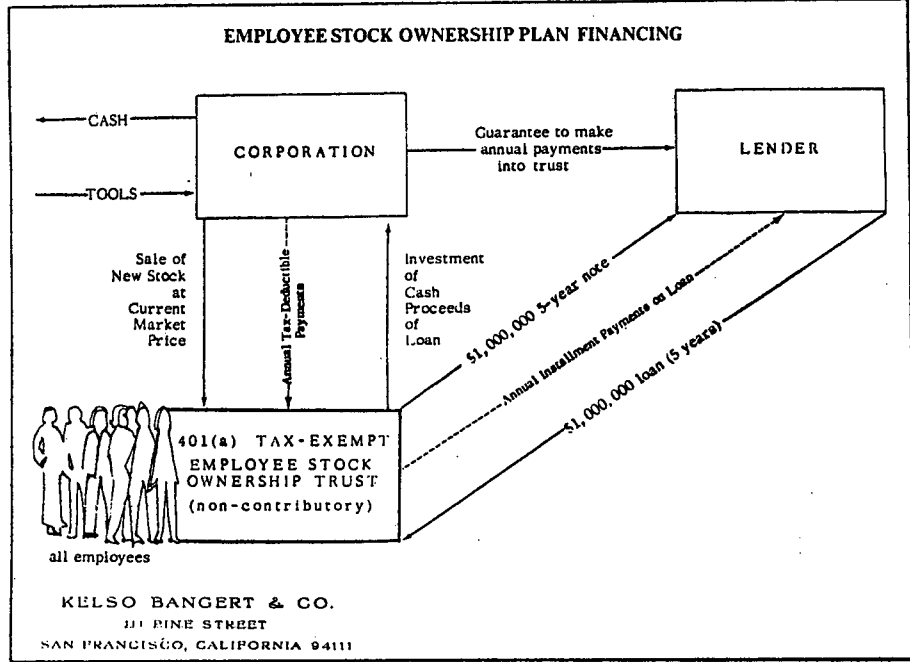 EMPLOYEE STOCK OWNERSHIP PLAN FINANCING
CASH
TOOLS
CORPORATION
Guarantee to make
annual payments
into trust
LENDER
Sale of
New Stock
at
Current
Market
Price
Annual Tax-Deductible
Payments
Investment
of
Cash
Proceeds
of
Loan
$1,000,000 5-year note
Annual Installment Payments on Loan
$1,000,000 loan (5 years)
401(a) TAX-EXEMPT
EMPLOYEE STOCK
OWNERSHIP TRUST
(non-contributory)
all employees
KELSO BANGERT & CO.
111 PINE STREET
SAN FRANCISCO, CALIFORNIA 94111